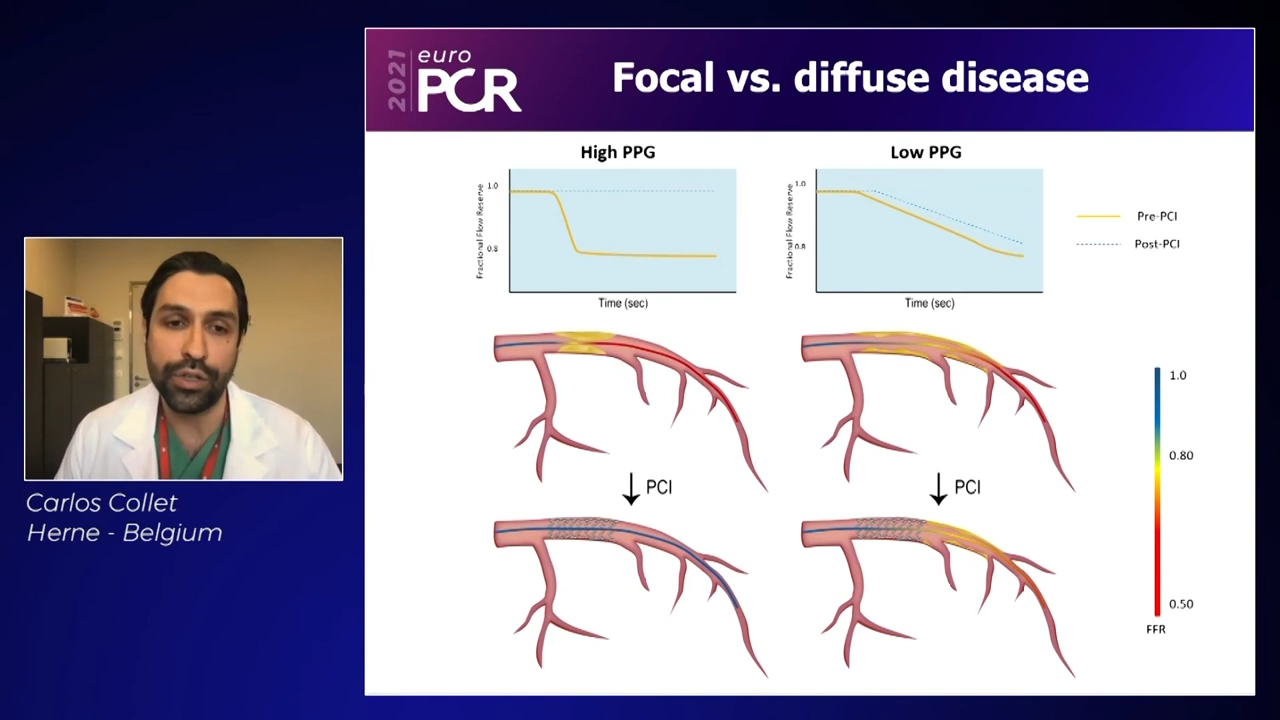 2021
euro
PCR
Focal vs. diffuse disease
High PPG
Fractional Flow Reserve
1.0
0.8
Time (sec)
Low PPG
Fractional Flow Reserve
1.0
0.8
Time (sec)
Pre-PCI
Post-PCI
PCI
PCI
1.0
0.80
0.50
FFR
Carlos Collet
Herne - Belgium